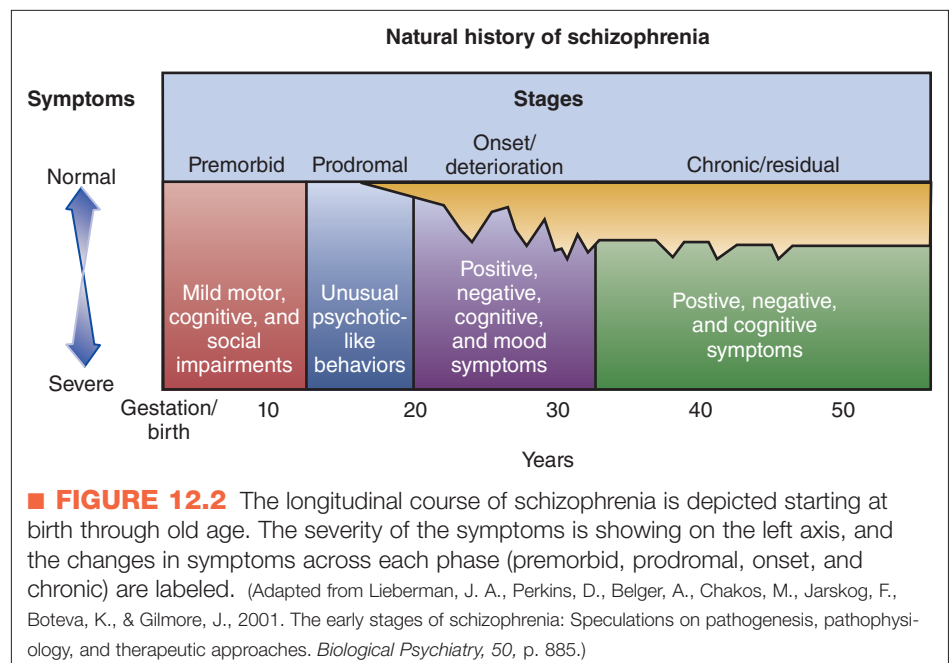 Natural history of schizophrenia
Symptoms
Stages
Premorbid
Prodromal
Onset/
deterioration
Chronic/residual
Normal
Severe
Mild motor,
cognitive, and
social
impairments
Unusual
psychotic-
like
behaviors
Positive,
negative,
cognitive,
and mood
symptoms
Postive, negative,
and cognitive
symptoms
Gestation/
birth
10
20
30
40
50
Years
■ FIGURE 12.2 The longitudinal course of schizophrenia is depicted starting at
birth through old age. The severity of the symptoms is showing on the left axis, and
the changes in symptoms across each phase (premorbid, prodromal, onset, and
chronic) are labeled. (Adapted from Lieberman, J. A., Perkins, D., Belger, A., Chakos, M., Jarskog, F.,
Boteva, K., & Gilmore, J., 2001. The early stages of schizophrenia: Speculations on pathogenesis, pathophysi-
ology, and therapeutic approaches. Biological Psychiatry, 50, p. 885.)